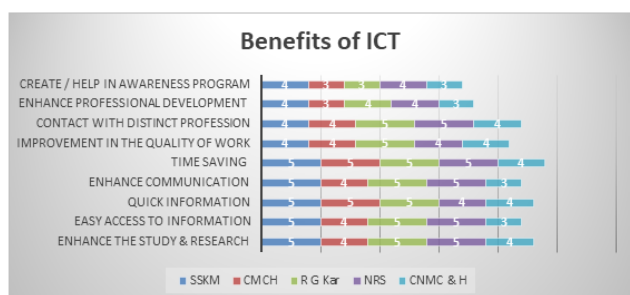 Benefits of ICT
CREATE / HELP IN AWARENESS PROGRAM 4 3 3 4 3
ENHANCE PROFESSIONAL DEVELOPMENT 4 3 4 4 3
CONTACT WITH DISTINCT PROFESSION 4 4 5 5 4
IMPROVEMENT IN THE QUALITY OF WORK 4 4 5 4 4
TIME SAVING 5 5 5 5 4
ENHANCE COMMUNICATION 5 4 5 5 3
QUICK INFORMATION 5 5 5 4 4
EASY ACCESS TO INFORMATION 5 4 5 5 3
ENHANCE THE STUDY & RESEARCH 5 4 5 5 4
SSKM CMCH R G Kar NRS CNMC & H